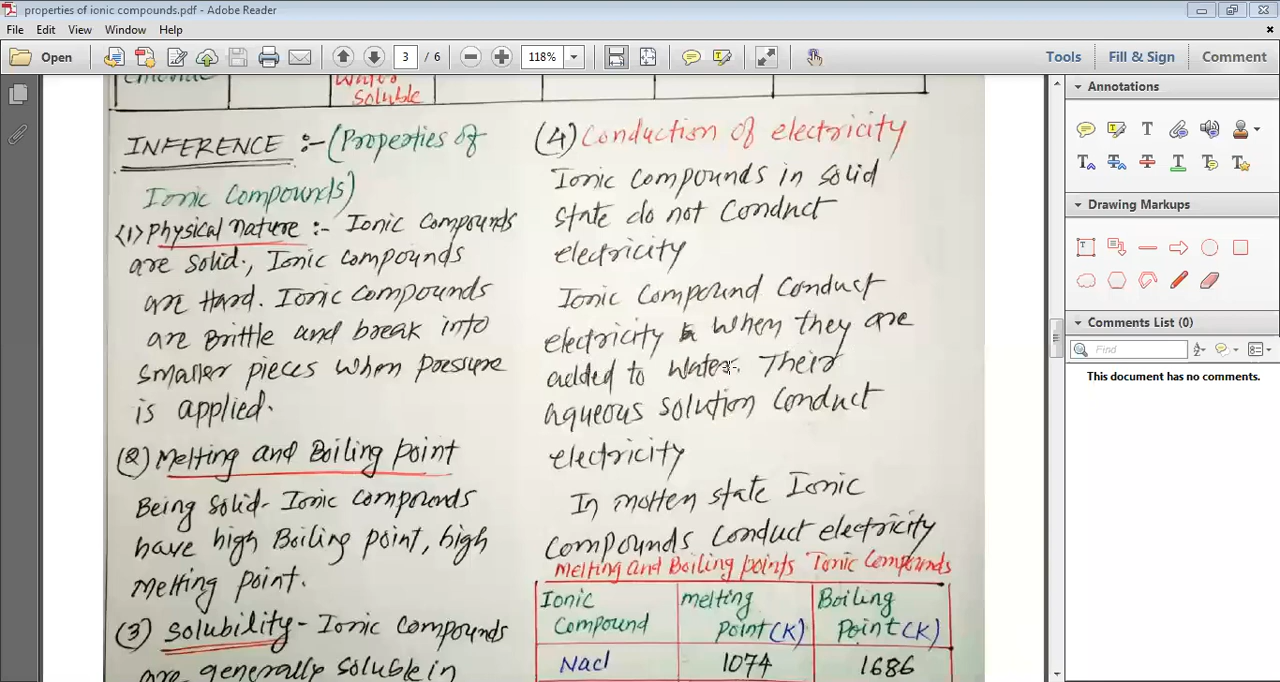 properties of ionic compounds.pdf - Adobe Reader
File Edit View Window Help
Open 3 / 6 118% Tools Fill & Sign Comment
Water
Soluble
INFERENCE :- (Properties of
Ionic Compounds)
(1) Physical nature :- Ionic Compounds
are solid, Ionic compounds
are Hard. Ionic Compounds
are Brittle and break into
smaller pieces when pressure
is applied.
(2) Melting and Boiling point
Being solid- Ionic compounds
have high Boiling point, high
melting point.
(3) Solubility - Ionic Compounds
are generally soluble in
(4) Conduction of electricity
Ionic Compounds in solid
state do not Conduct
electricity
Ionic Compound Conduct
electricity when they are
added to water. Their
aqueous solution Conduct
electricity
In molten state Ionic
Compounds Conduct electricity
Melting and Boiling points Ionic Compounds
Ionic Compound melting point (K) Boiling Point (K)
Nacl 1074 1686
Annotations
Drawing Markups
Comments List (0)
Find
This document has no comments.